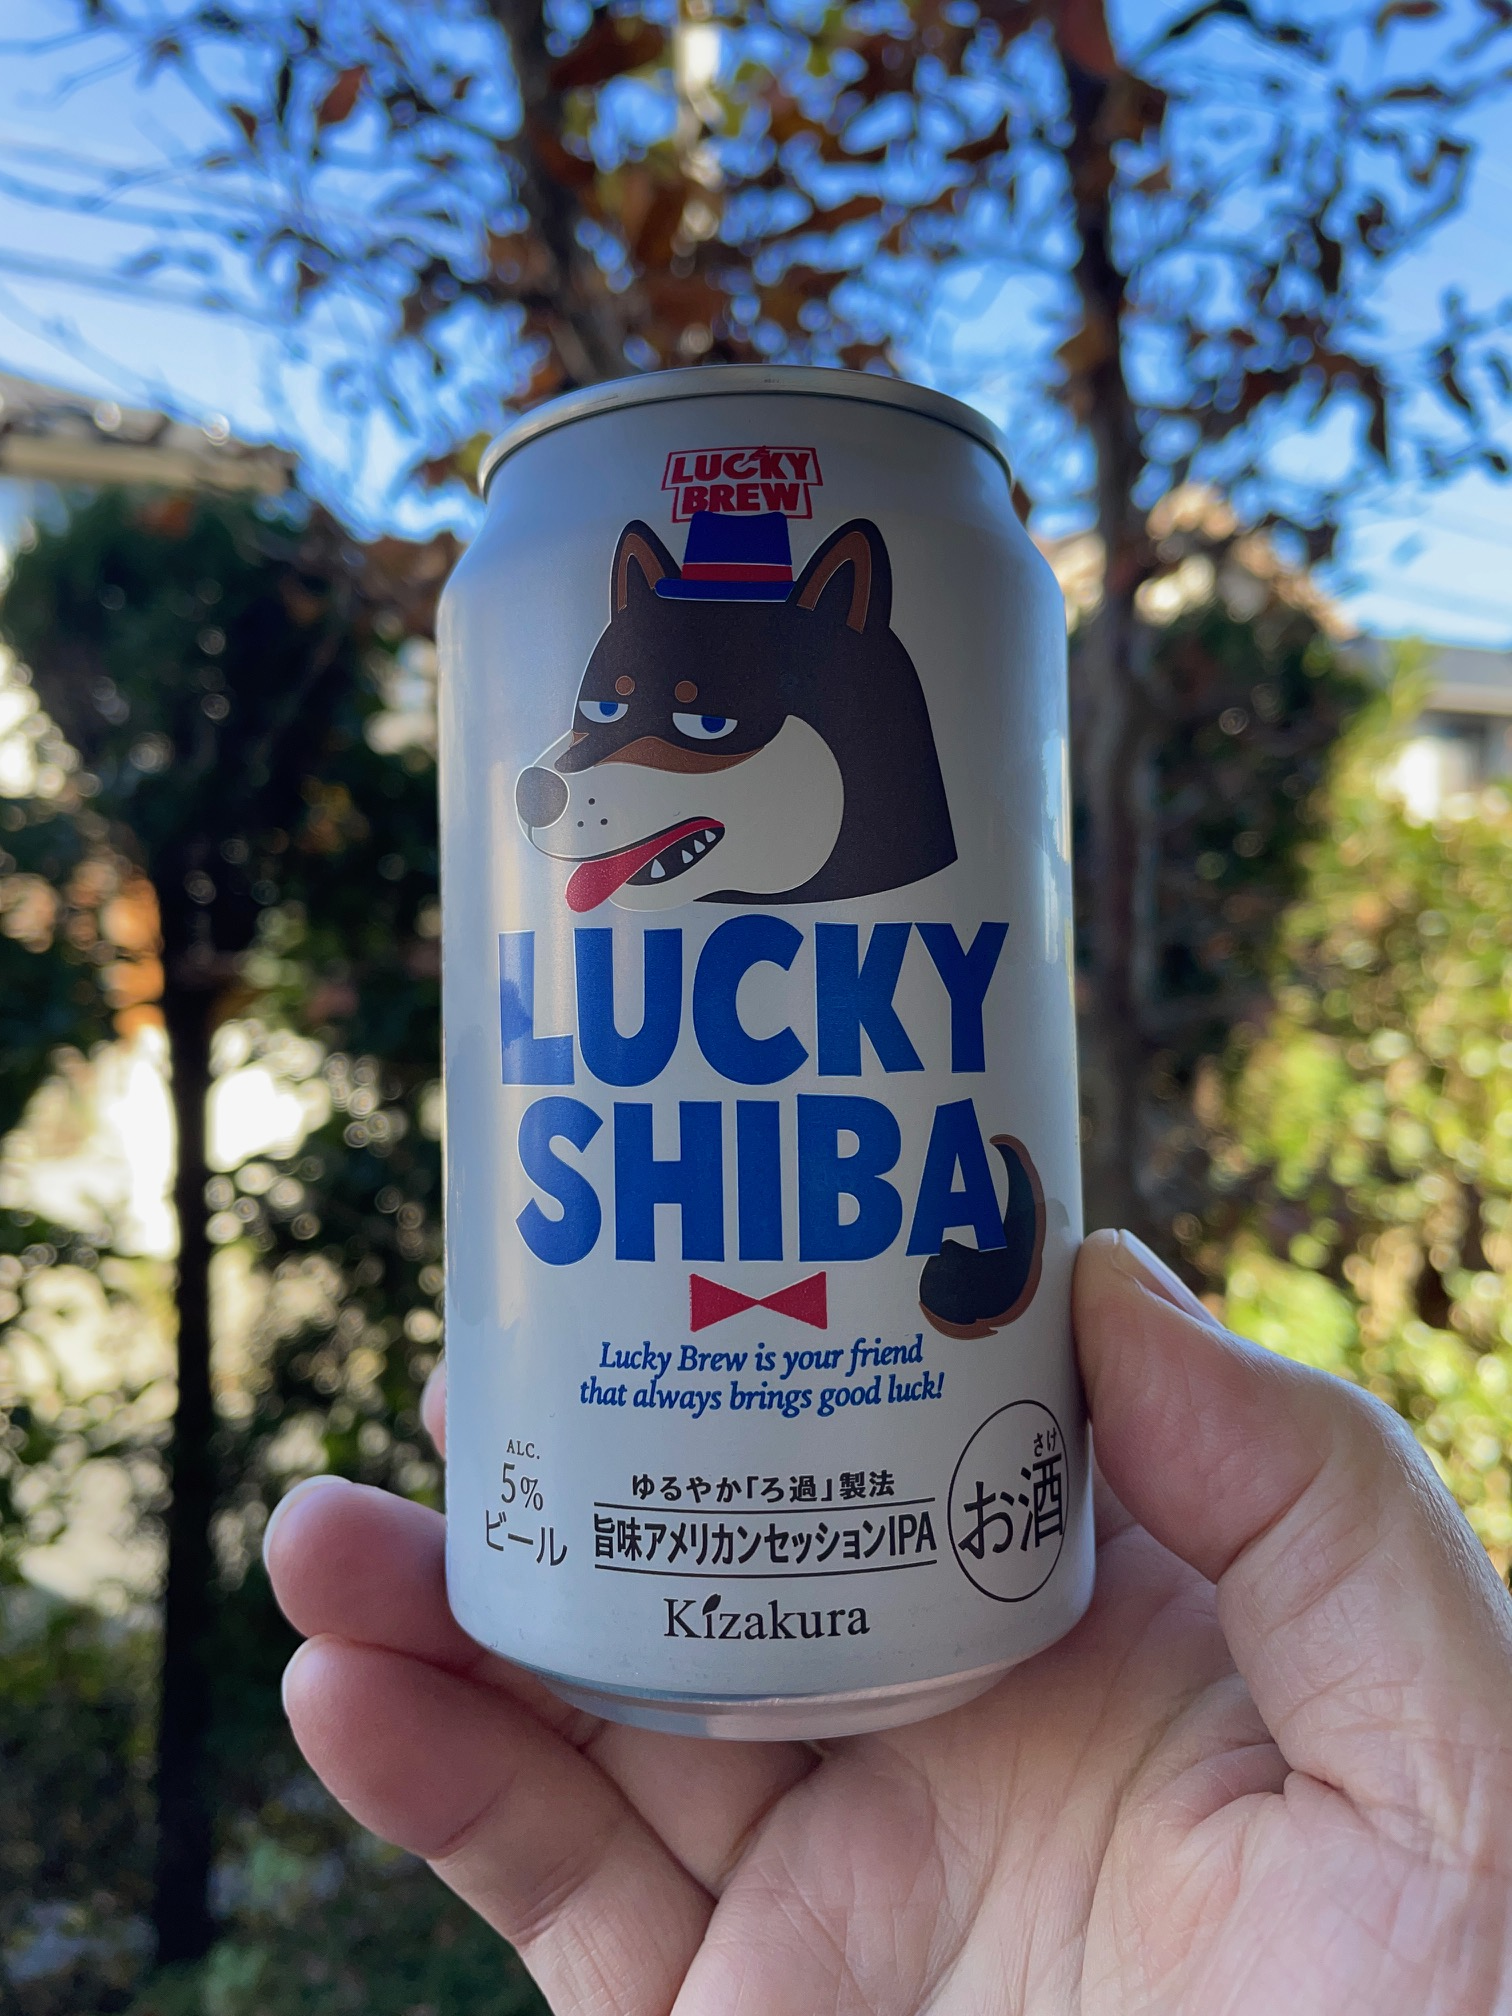 LUCKY
BREW
LUCKY
SHIBA
Lucky Brew is your friend
that always brings good luck!
ALC.
5%
ビール
ゆるやか「ろ過」製法
旨味アメリカンセッションIPA
さけ
お酒
Kizakura